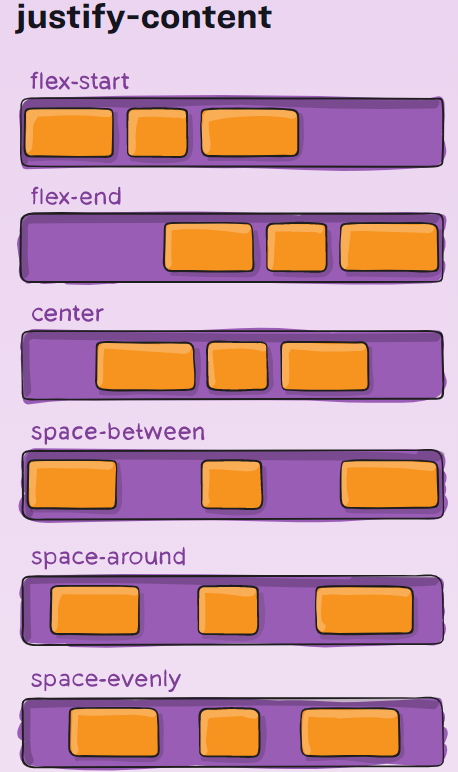 justify-content
flex-start
flex-end
center
space-between
space-around
space-evenly